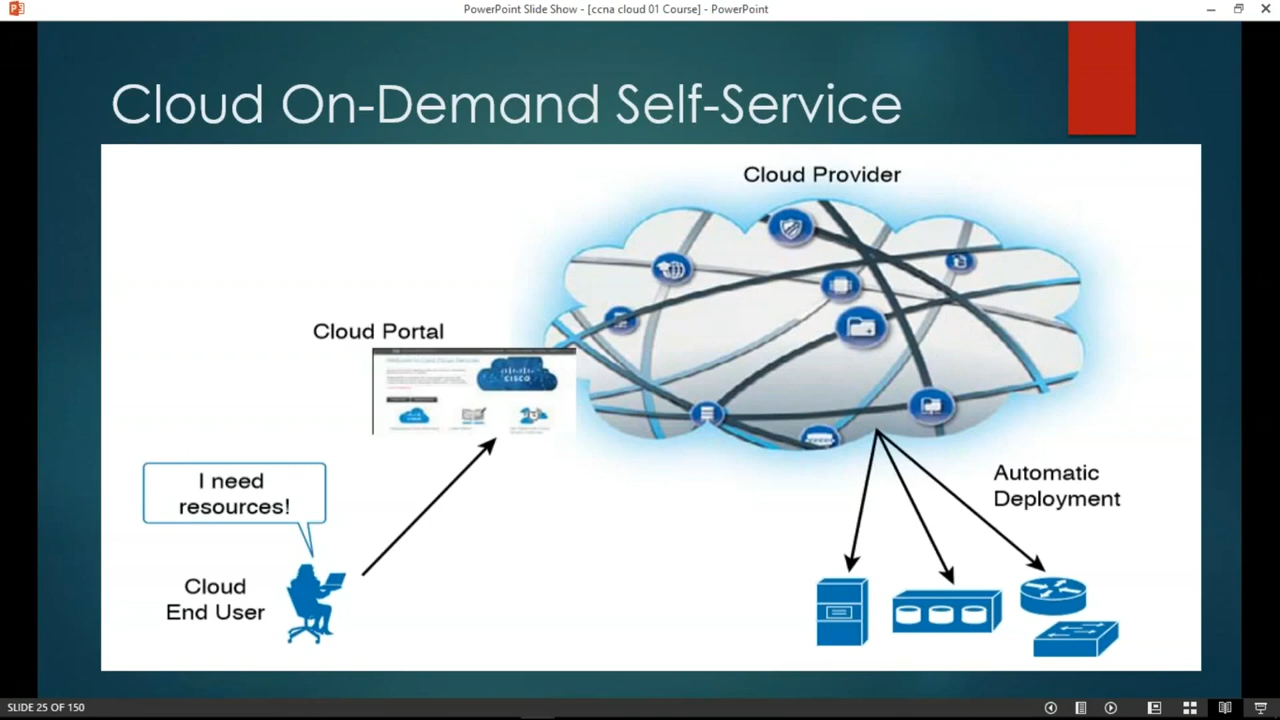 PowerPoint Slide Show - [ccna cloud 01 Course] - PowerPoint
Cloud On-Demand Self-Service
Cloud Provider
Cloud Portal
CISCO
I need
resources!
Automatic
Deployment
Cloud
End User
SLIDE 25 OF 150